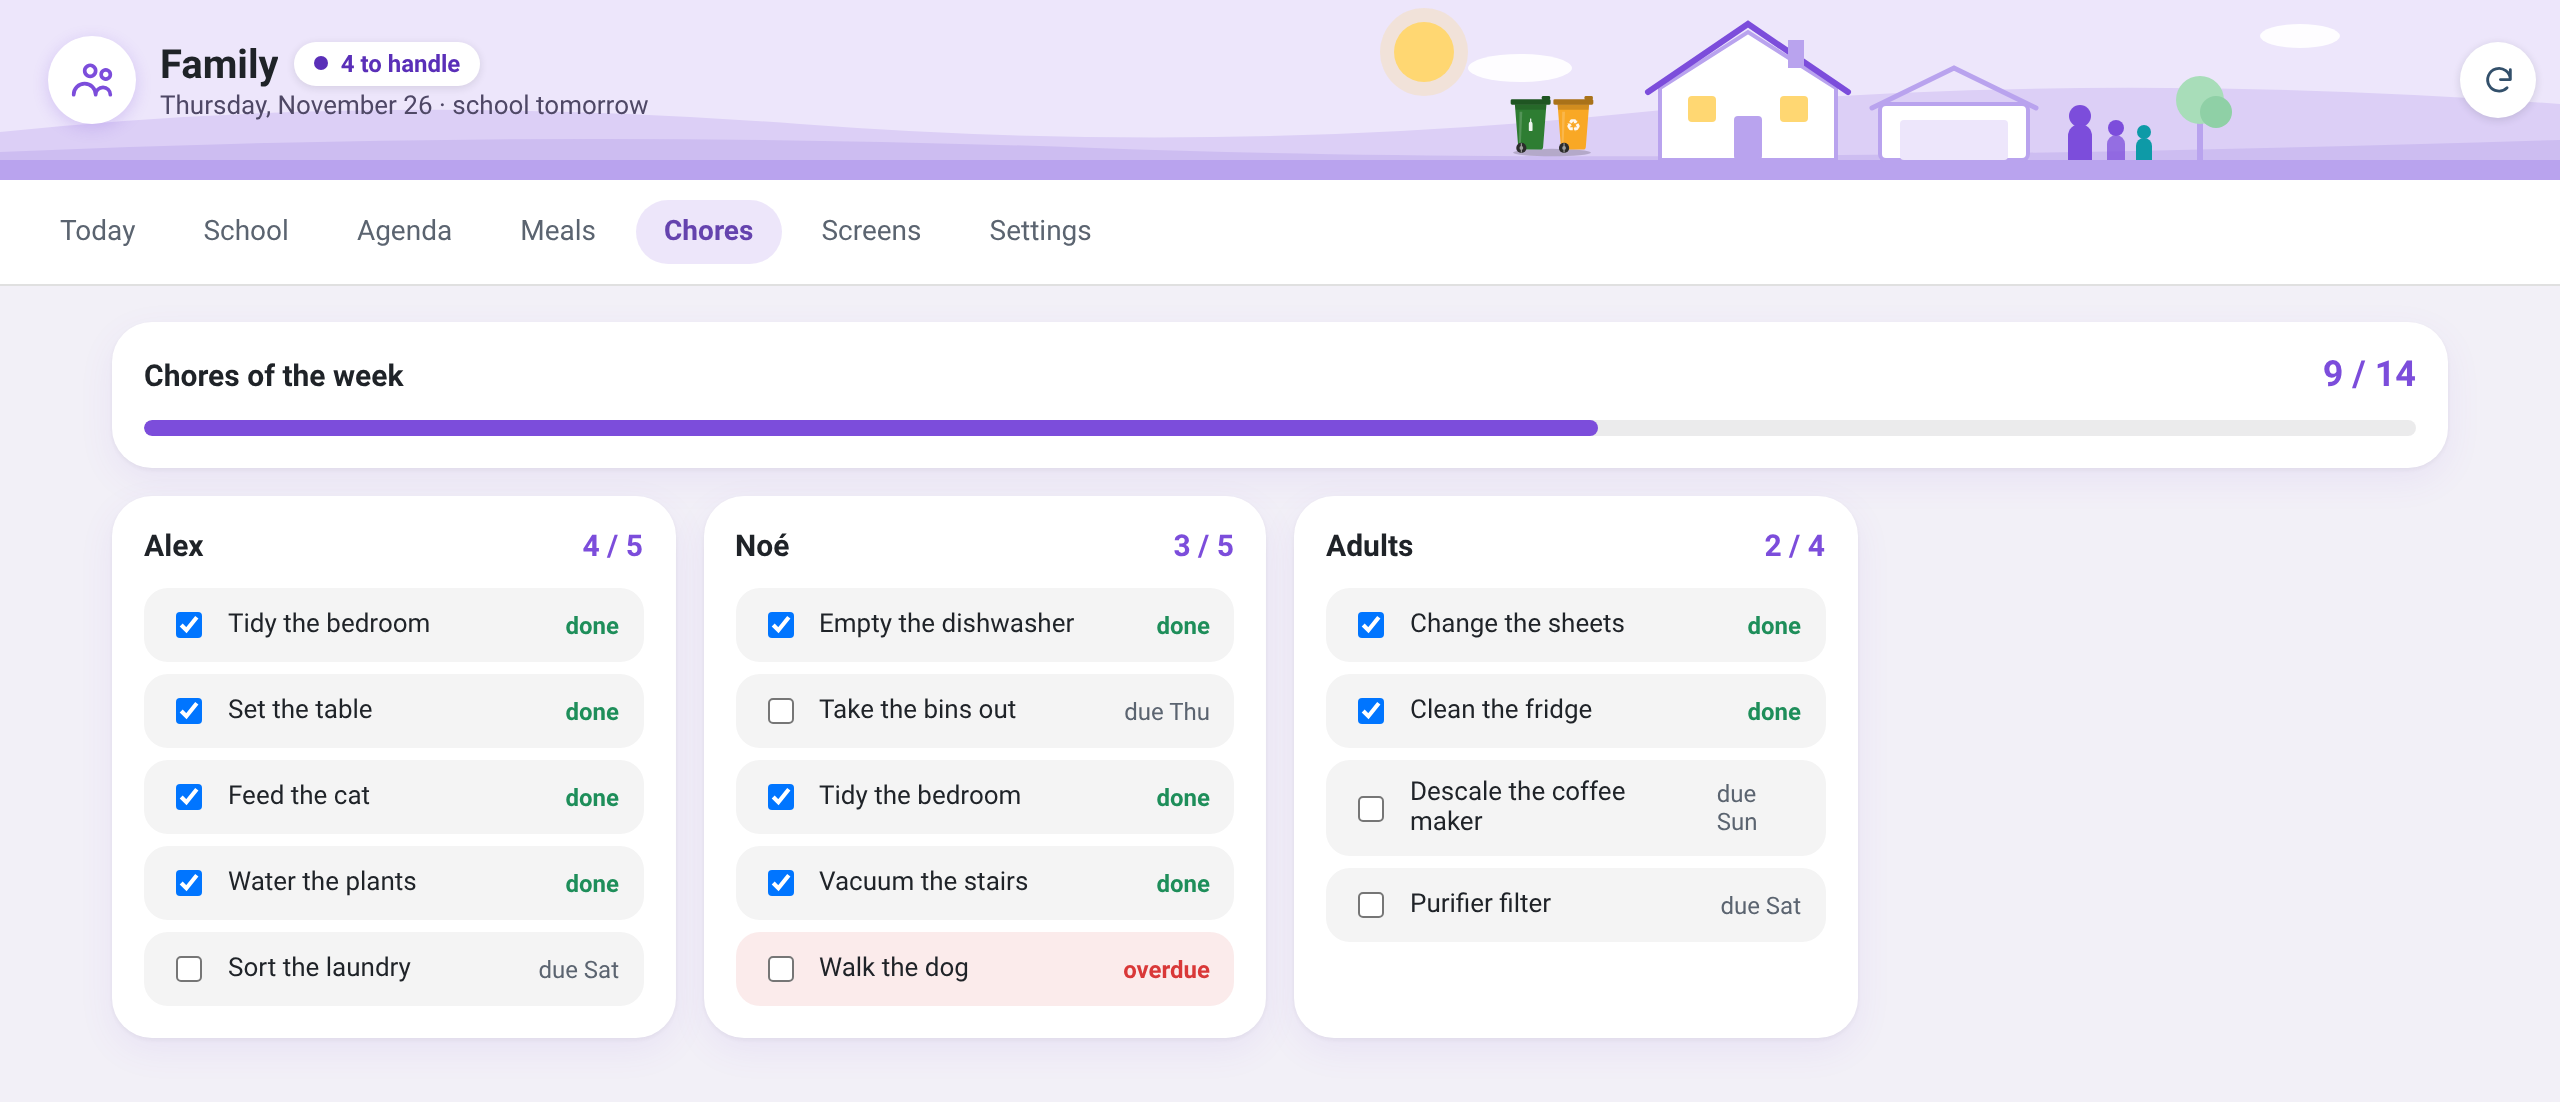 Family
4 to handle
Thursday, November 26 · school tomorrow
Today
School
Agenda
Meals
Chores
Screens
Settings
Chores of the week
9 / 14
Alex
4 / 5
Tidy the bedroom
done
Set the table
done
Feed the cat
done
Water the plants
done
Sort the laundry
due Sat
Noé
3 / 5
Empty the dishwasher
done
Take the bins out
due Thu
Tidy the bedroom
done
Vacuum the stairs
done
Walk the dog
overdue
Adults
2 / 4
Change the sheets
done
Clean the fridge
done
Descale the coffee
maker
due
Sun
Purifier filter
due Sat